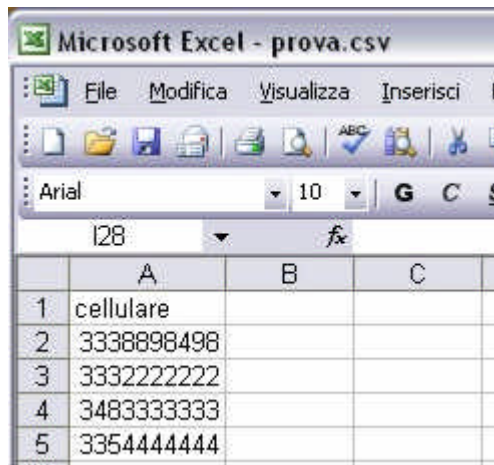 Microsoft Excel - prova.csv
File Modifica Visualizza Inserisci
ABC
Arial 10 G C S
I28 fx
A B C
1 cellulare
2 3338898498
3 3332222222
4 3483333333
5 3354444444